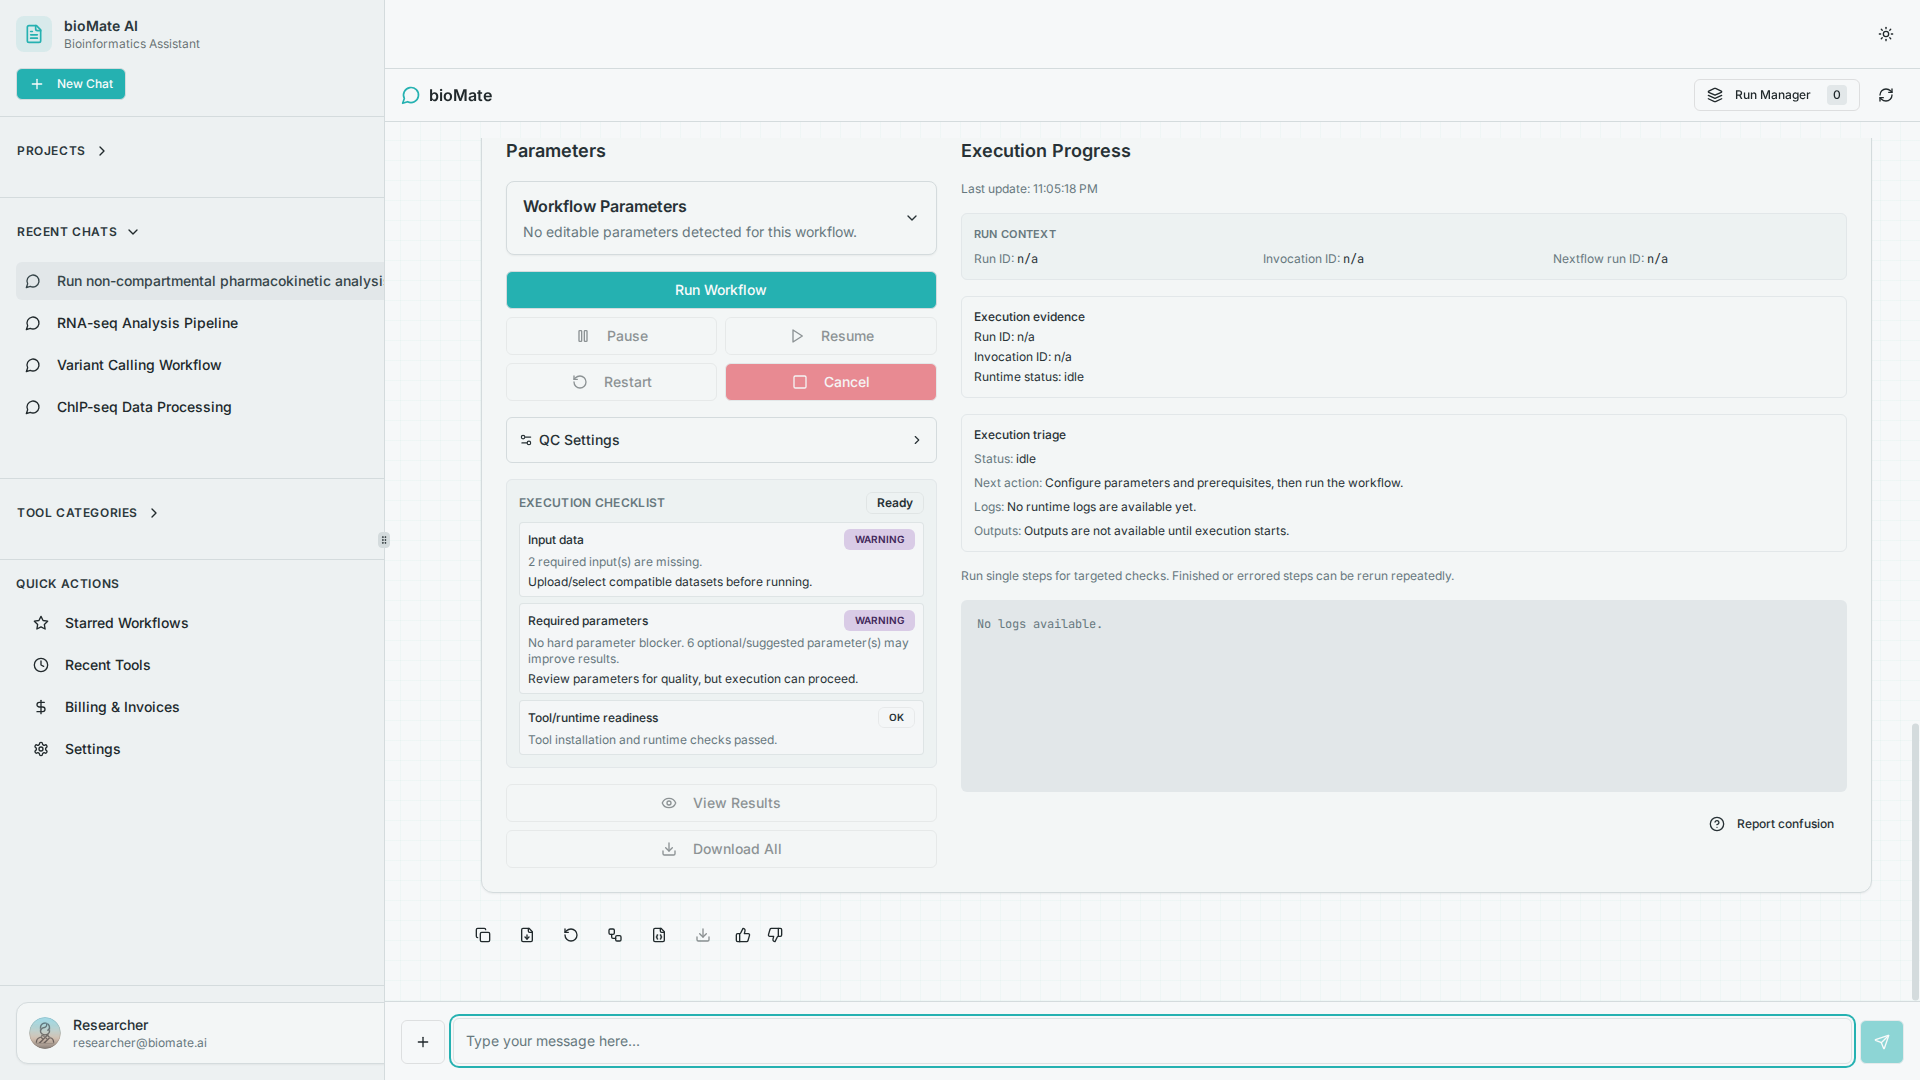 bioMate AI
Bioinformatics Assistant
New Chat
PROJECTS
RECENT CHATS
Run non-compartmental pharmacokinetic analysis
RNA-seq Analysis Pipeline
Variant Calling Workflow
ChIP-seq Data Processing
TOOL CATEGORIES
QUICK ACTIONS
Starred Workflows
Recent Tools
Billing & Invoices
Settings
Researcher
researcher@biomate.ai
bioMate
Run Manager 0
Parameters
Workflow Parameters
No editable parameters detected for this workflow.
Run Workflow
Pause
Resume
Restart
Cancel
QC Settings
EXECUTION CHECKLIST
Ready
Input data
WARNING
2 required input(s) are missing.
Upload/select compatible datasets before running.
Required parameters
WARNING
No hard parameter blocker. 6 optional/suggested parameter(s) may
improve results.
Review parameters for quality, but execution can proceed.
Tool/runtime readiness
OK
Tool installation and runtime checks passed.
View Results
Download All
Execution Progress
Last update: 11:05:18 PM
RUN CONTEXT
Run ID: n/a
Invocation ID: n/a
Nextflow run ID: n/a
Execution evidence
Run ID: n/a
Invocation ID: n/a
Runtime status: idle
Execution triage
Status: idle
Next action: Configure parameters and prerequisites, then run the workflow.
Logs: No runtime logs are available yet.
Outputs: Outputs are not available until execution starts.
Run single steps for targeted checks. Finished or errored steps can be rerun repeatedly.
No logs available.
Report confusion
Type your message here...